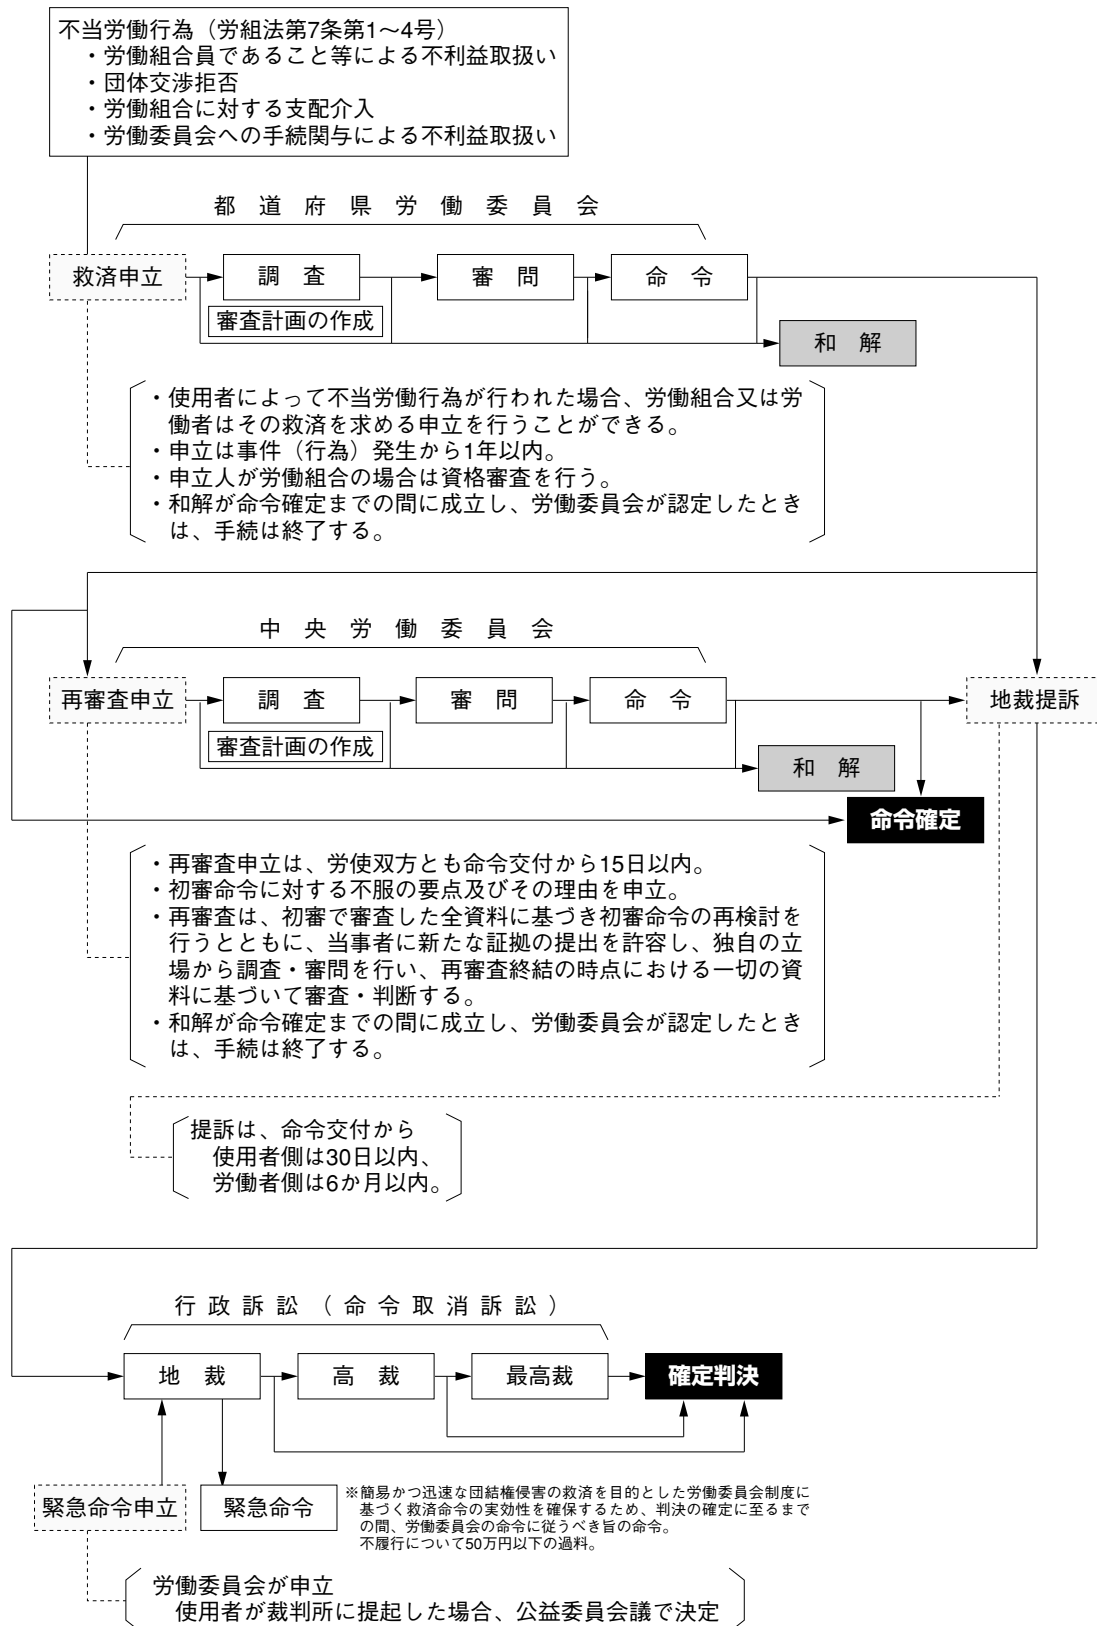 不当労働行為（労組法第7条第1～4号）
・労働組合員であること等による不利益取扱い
・団体交渉拒否
・労働組合に対する支配介入
・労働委員会への手続関与による不利益取扱い
都道府県労働委員会
救済申立
調査
審問
命令
審査計画の作成
和解
・使用者によって不当労働行為が行われた場合、労働組合又は労
働者はその救済を求める申立を行うことができる。
・申立は事件（行為）発生から1年以内。
・申立人が労働組合の場合は資格審査を行う。
・和解が命令確定までの間に成立し、労働委員会が認定したとき
は、手続は終了する。
中央労働委員会
再審査申立
調査
審問
命令
地裁提訴
審査計画の作成
和解
命令確定
・再審査申立は、労使双方とも命令交付から15日以内。
・初審命令に対する不服の要点及びその理由を申立。
・再審査は、初審で審査した全資料に基づき初審命令の再検討を
行うとともに、当事者に新たな証拠の提出を許容し、独自の立
場から調査・審問を行い、再審査終結の時点における一切の資
料に基づいて審査・判断する。
・和解が命令確定までの間に成立し、労働委員会が認定したとき
は、手続は終了する。
提訴は、命令交付から
使用者側は30日以内、
労働者側は6か月以内。
行政訴訟（命令取消訴訟）
地裁
高裁
最高裁
確定判決
緊急命令申立
緊急命令
※簡易かつ迅速な団結権侵害の救済を目的とした労働委員会制度に
基づく救済命令の実効性を確保するため、判決の確定に至るまで
の間、労働委員会の命令に従うべき旨の命令。
不履行について50万円以下の過料。
労働委員会が申立
使用者が裁判所に提起した場合、公益委員会議で決定